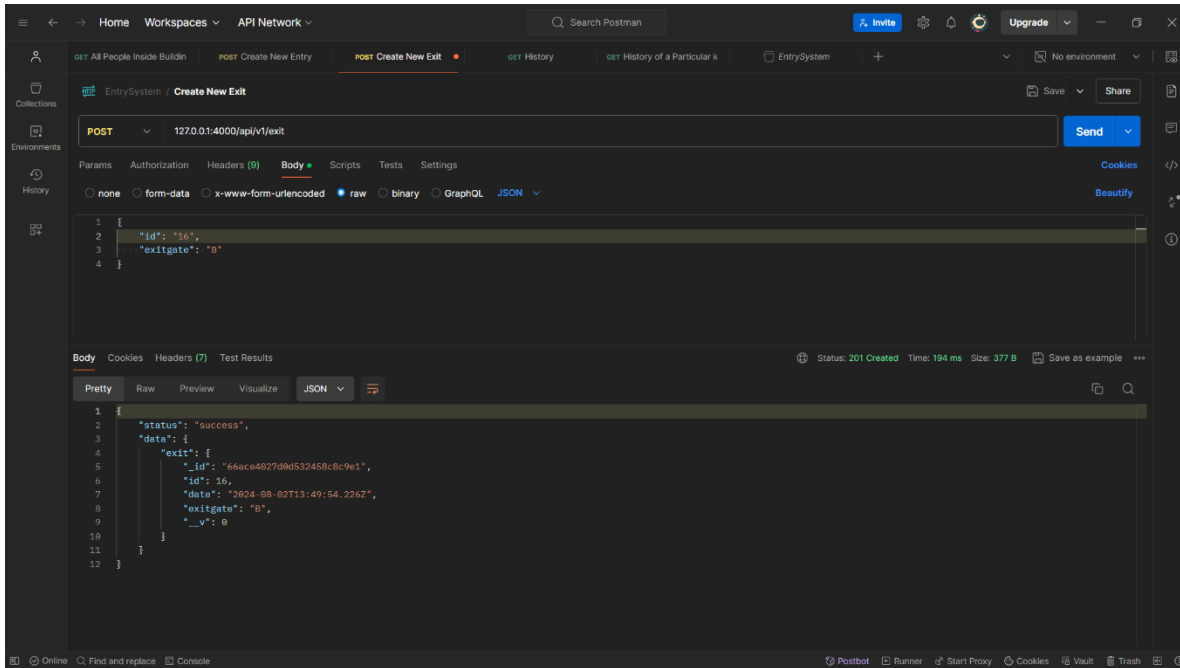 Home Workspaces API Network Search Postman Invite Upgrade
GET All People Inside Buildin POST Create New Entry POST Create New Exit GET History GET History of a Particular i EntrySystem No environment
HTTP EntrySystem / Create New Exit Save Share
Collections
POST 127.0.0.1:4000/api/v1/exit Send
Environments
Params Authorization Headers (9) Body Scripts Tests Settings Cookies
History
none form-data x-www-form-urlencoded raw binary GraphQL JSON Beautify
1 {
2 "id": "16",
3 "exitgate": "B"
4 }
Body Cookies Headers (7) Test Results Status: 201 Created Time: 194 ms Size: 377 B Save as example
Pretty Raw Preview Visualize JSON
1 {
2 "status": "success",
3 "data": {
4 "exit": {
5 "_id": "66ace4027d0d532458c8c9e1",
6 "id": 16,
7 "date": "2024-08-02T13:49:54.226Z",
8 "exitgate": "B",
9 "__v": 0
10 }
11 }
12 }
Online Find and replace Console Postbot Runner Start Proxy Cookies Vault Trash